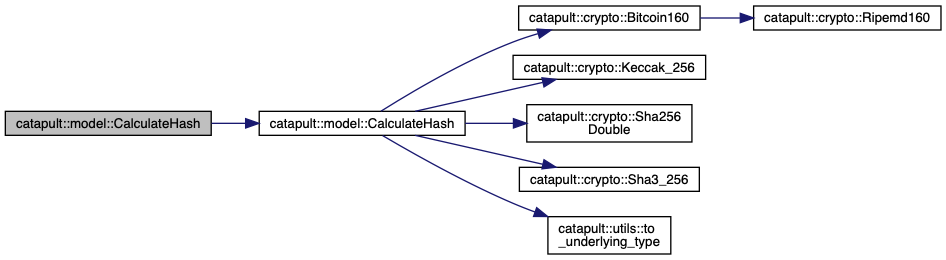 catapult::model::CalculateHash
catapult::model::CalculateHash
catapult::crypto::Bitcoin160
catapult::crypto::Ripemd160
catapult::crypto::Keccak_256
catapult::crypto::Sha256
Double
catapult::crypto::Sha3_256
catapult::utils::to
_underlying_type